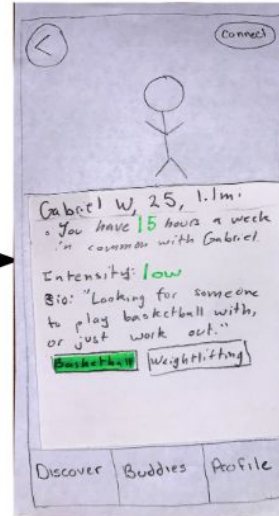 <
Connect
Gabriel W, 25, 1.1m.
• You have 15 hours a week
in common with Gabriel.
Intensity: low
Bio: "Looking for someone
to play basketball with,
or just work out."
Basketball Weightlifting
Discover Buddies Profile